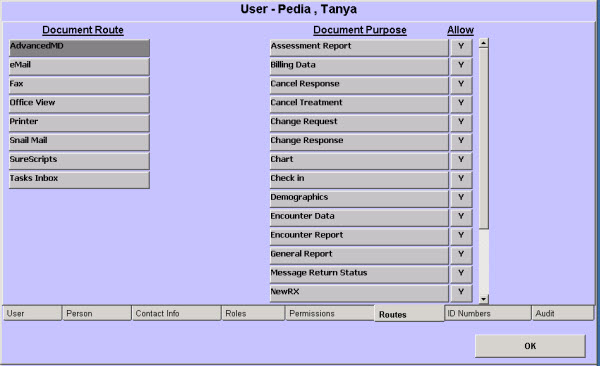 User - Pedia , Tanya
Document Route Document Purpose Allow
AdvancedMD Assessment Report Y
eMail Billing Data Y
Fax Cancel Response Y
Office View Cancel Treatment Y
Printer Change Request Y
Snail Mail Change Response Y
SureScripts Chart Y
Tasks Inbox Check in Y
Demographics Y
Encounter Data Y
Encounter Report Y
General Report Y
Message Return Status Y
NewRX Y
User Person Contact Info Roles Permissions Routes ID Numbers Audit
OK